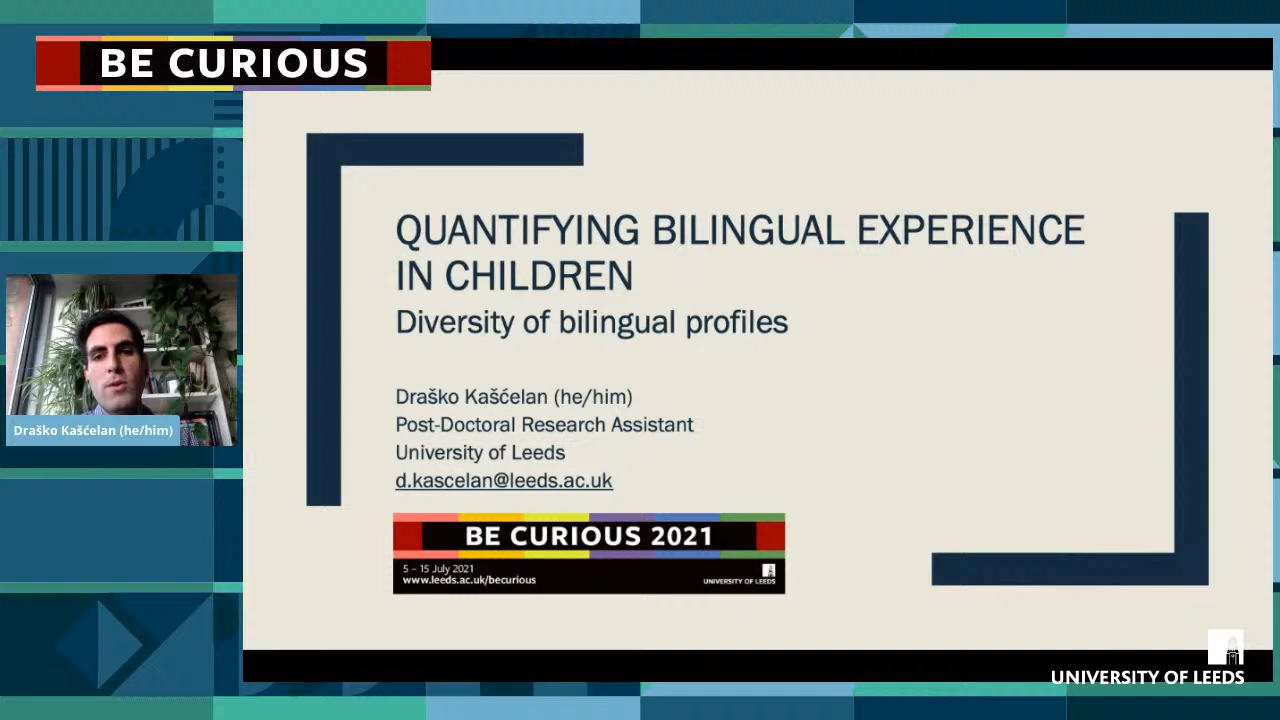 BE CURIOUS
QUANTIFYING BILINGUAL EXPERIENCE
IN CHILDREN
Diversity of bilingual profiles
Draško Kašćelan (he/him)
Post-Doctoral Research Assistant
University of Leeds
d.kascelan@leeds.ac.uk
BE CURIOUS 2021
5 – 15 July 2021
www.leeds.ac.uk/becurious
UNIVERSITY OF LEEDS
Draško Kašćelan (he/him)
UNIVERSITY OF LEEDS